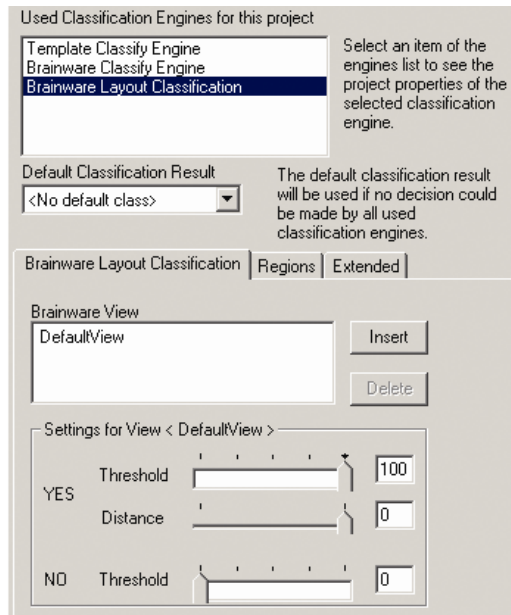 Used Classification Engines for this project
Template Classify Engine
Brainware Classify Engine
Brainware Layout Classification
Select an item of the
engines list to see the
project properties of the
selected classification
engine.
Default Classification Result
<No default class>
The default classification result
will be used if no decision could
be made by all used
classification engines.
Brainware Layout Classification
Regions
Extended
Brainware View
DefaultView
Insert
Delete
Settings for View < DefaultView >
YES
Threshold
100
Distance
0
NO
Threshold
0